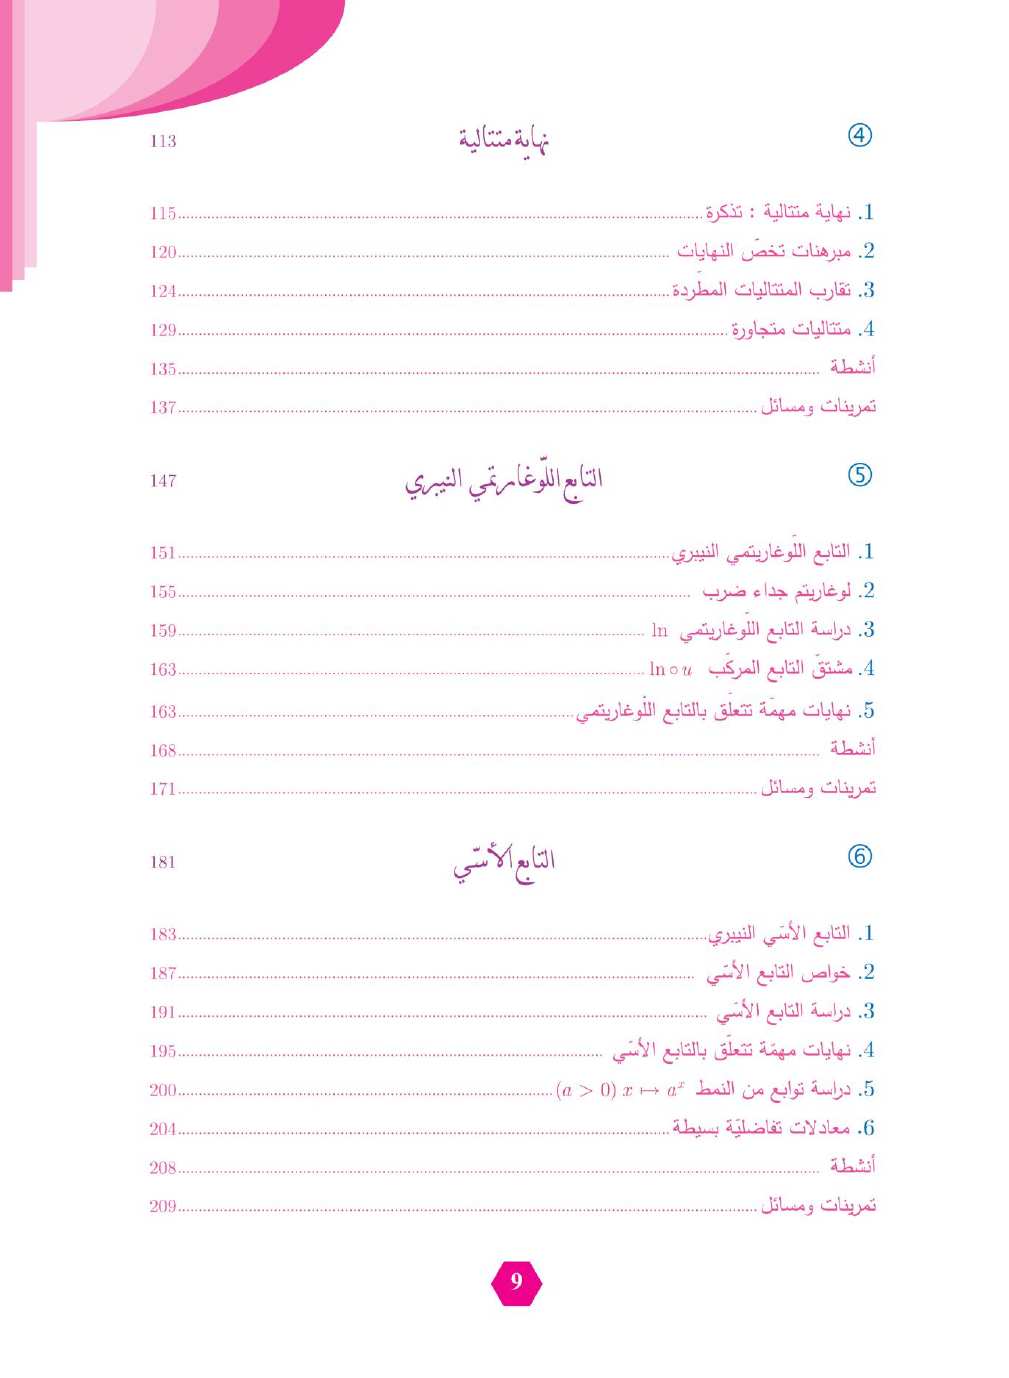 ④ نهاية متتالية 113
1. نهاية متتالية : تذكرة 115
2. مبرهنات تخصّ النهايات 120
3. تقارب المتتاليات المطّردة 124
4. متتاليات متجاورة 129
أنشطة 135
تمرينات ومسائل 137
⑤ التابع اللّوغاريتمي النيبري 147
1. التابع اللّوغاريتمي النيبري 151
2. لوغاريتم جداء ضرب 155
3. دراسة التابع اللّوغاريتمي ln 159
4. مشتقّ التابع المركّب ln ∘ u 163
5. نهايات مهمّة تتعلّق بالتابع اللّوغاريتمي 163
أنشطة 168
تمرينات ومسائل 171
⑥ التابع الأسّي 181
1. التابع الأسّي النيبري 183
2. خواص التابع الأسّي 187
3. دراسة التابع الأسّي 191
4. نهايات مهمّة تتعلّق بالتابع الأسّي 195
5. دراسة توابع من النمط x ↦ aˣ (a > 0) 200
6. معادلات تفاضليّة بسيطة 204
أنشطة 208
تمرينات ومسائل 209
9